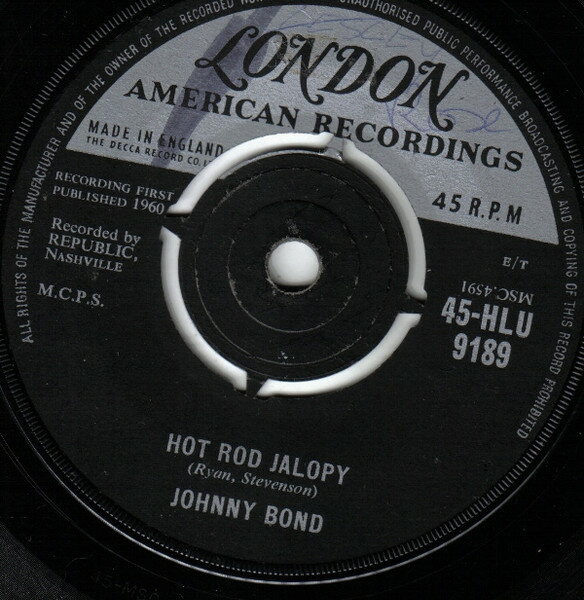 ALL RIGHTS OF THE MANUFACTURER AND OF THE OWNER OF THE RECORDED WORK
UNAUTHORISED PUBLIC PERFORMANCE BROADCASTING AND COPYING OF THIS RECORD PROHIBITED
LONDON
AMERICAN RECORDINGS
MADE IN ENGLAND
THE DECCA RECORD CO.
45 R.P.M
RECORDING FIRST
PUBLISHED 1960
Recorded by
REPUBLIC,
NASHVILLE
M.C.P.S.
E/T
MSC.4591
45-HLU
9189
HOT ROD JALOPY
(Ryan, Stevenson)
JOHNNY BOND